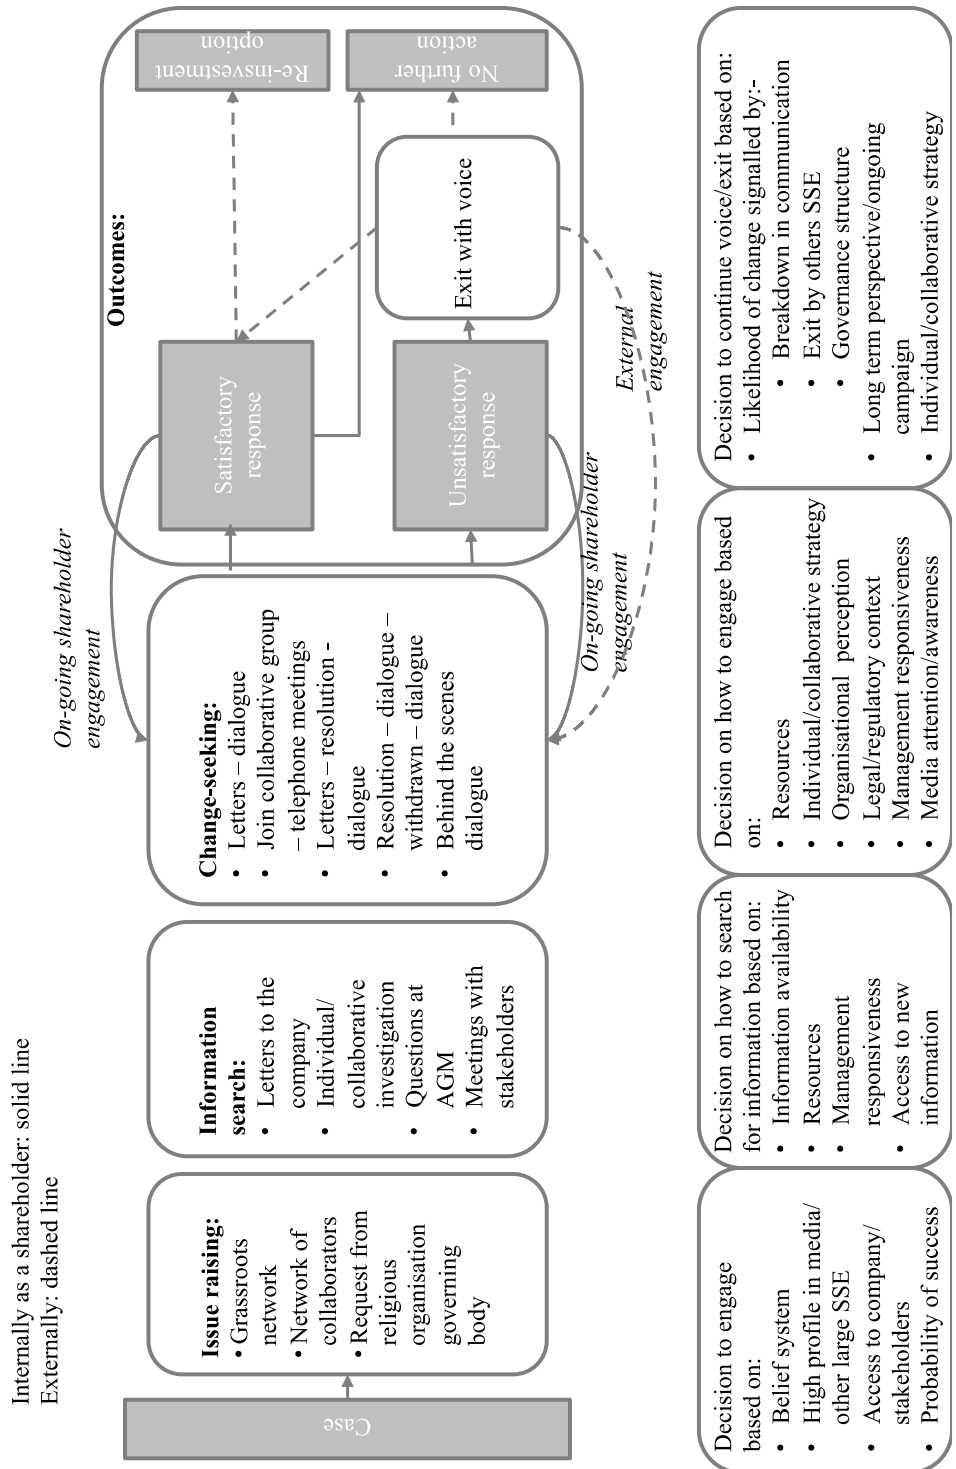 Internally as a shareholder: solid line
Externally: dashed line
Case
Issue raising:
• Grassroots
network
• Network of
collaborators
• Request from
religious
organisation
governing
body
Information
search:
• Letters to the
company
• Individual/
collaborative
investigation
• Questions at
AGM
• Meetings with
stakeholders
On-going shareholder
engagement
Change-seeking:
• Letters – dialogue
• Join collaborative group
– telephone meetings
• Letters – resolution -
dialogue
• Resolution – dialogue –
withdrawn – dialogue
• Behind the scenes
dialogue
On-going shareholder
engagement
Outcomes:
Satisfactory
response
Unsatisfactory
response
Exit with voice
External
engagement
Re-insvestment
option
No further
action
Decision to engage
based on:
• Belief system
• High profile in media/
other large SSE
• Access to company/
stakeholders
• Probability of success
Decision on how to search
for information based on:
• Information availability
• Resources
• Management
responsiveness
• Access to new
information
Decision on how to engage based
on:
• Resources
• Individual/collaborative strategy
• Organisational perception
• Legal/regulatory context
• Management responsiveness
• Media attention/awareness
Decision to continue voice/exit based on:
• Likelihood of change signalled by:-
• Breakdown in communication
• Exit by others SSE
• Governance structure
• Long term perspective/ongoing
campaign
• Individual/collaborative strategy